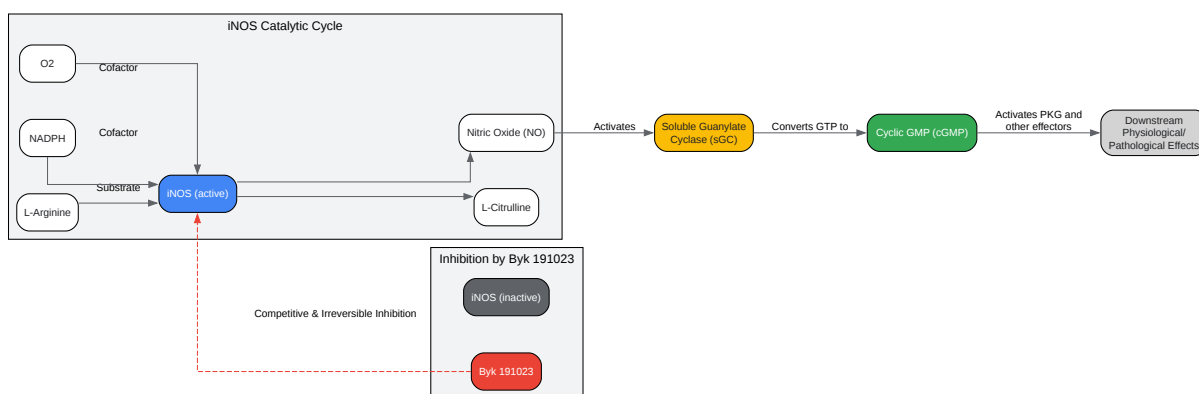 iNOS Catalytic Cycle
O2
Cofactor
NADPH
Cofactor
Substrate
L-Arginine
iNOS (active)
Nitric Oxide (NO)
L-Citrulline
Activates
Soluble Guanylate
Cyclase (sGC)
Converts GTP to
Cyclic GMP (cGMP)
Activates PKG and
other effectors
Downstream
Physiological/
Pathological Effects
Inhibition by Byk 191023
iNOS (inactive)
Competitive & Irreversible Inhibition
Byk 191023